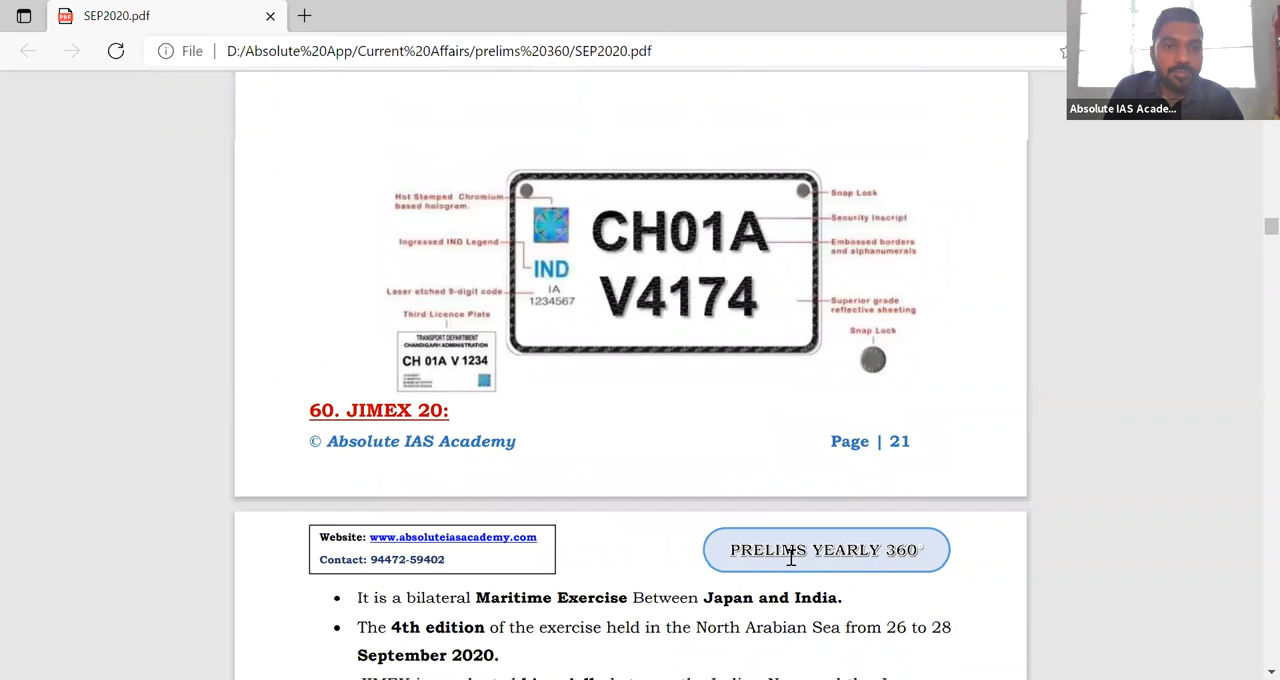 SEP2020.pdf
File | D:/Absolute%20App/Current%20Affairs/prelims%20360/SEP2020.pdf
Absolute IAS Acade...
Hot Stamped Chromium
based hologram.
Ingressed IND Legend
Laser etched 9-digit code
Third Licence Plate
TRANSPORT DEPARTMENT
CHANDIGARH ADMINISTRATION
CH 01A V 1234
IND
IA
1234567
CH01A
V4174
Snap Lock
Security Inscript
Embossed borders
and alphanumerals
Superior grade
reflective sheeting
Snap Lock
60. JIMEX 20:
© Absolute IAS Academy
Page | 21
Website: www.absoluteiasacademy.com
Contact: 94472-59402
PRELIMS YEARLY 360°
• It is a bilateral Maritime Exercise Between Japan and India.
• The 4th edition of the exercise held in the North Arabian Sea from 26 to 28
September 2020.